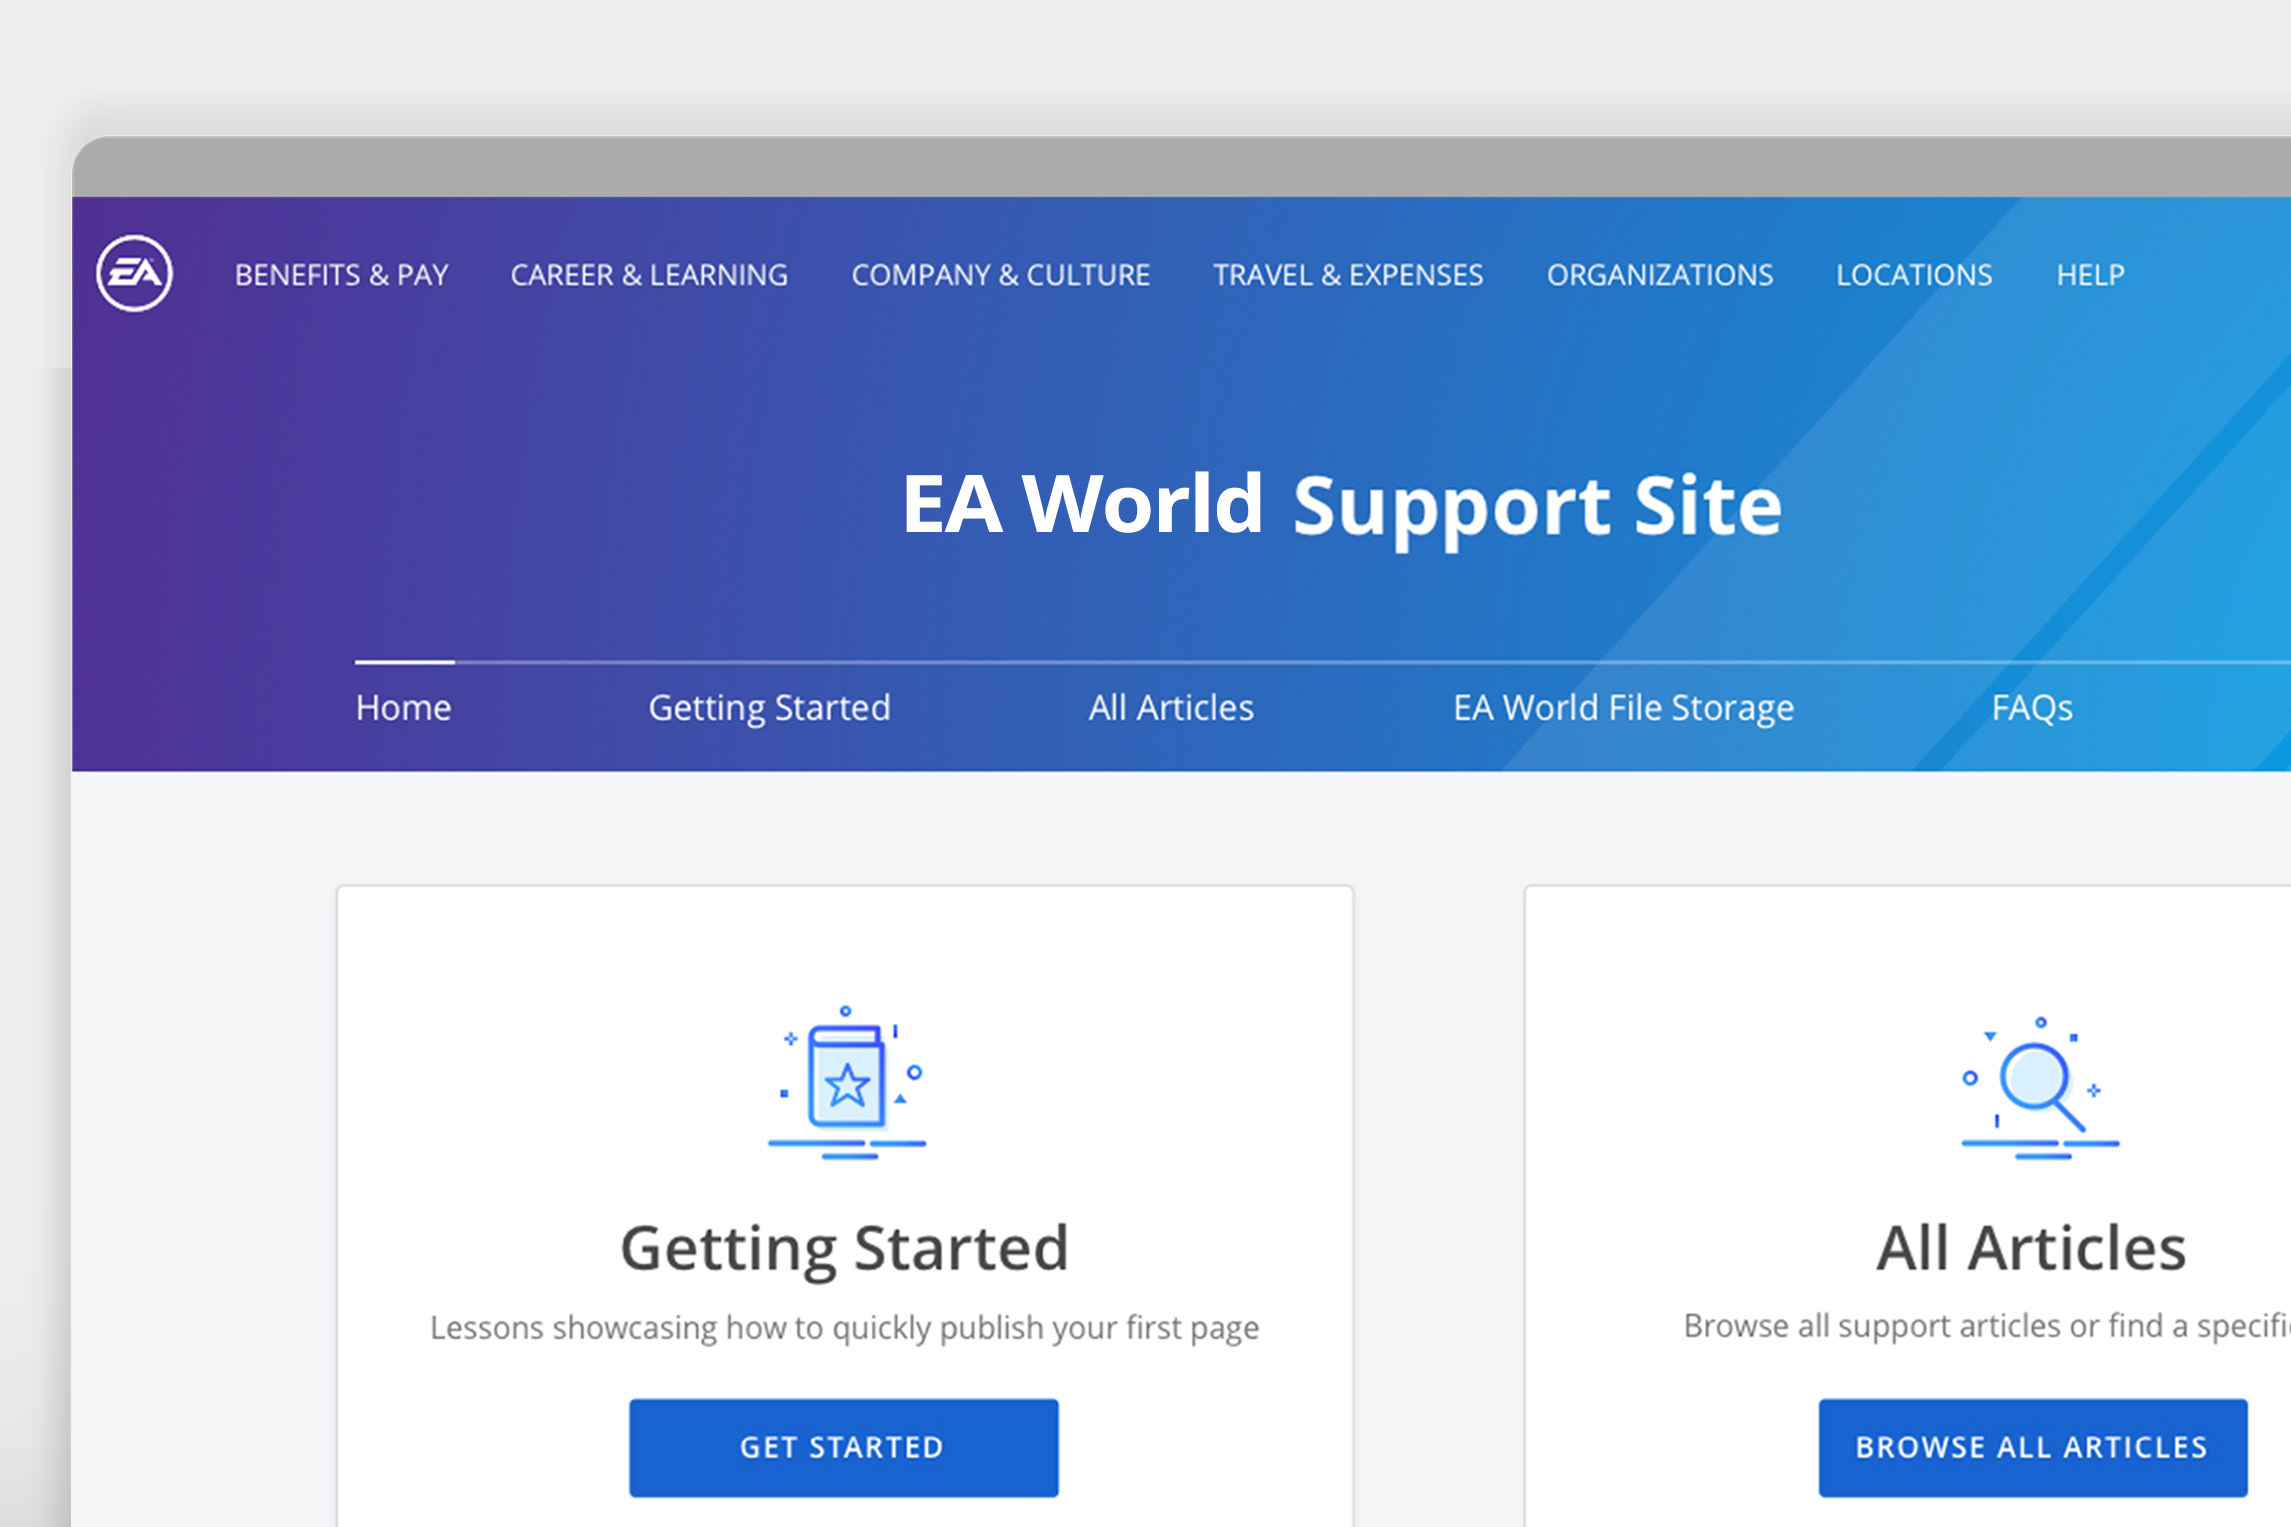 EA BENEFITS & PAY CAREER & LEARNING COMPANY & CULTURE TRAVEL & EXPENSES ORGANIZATIONS LOCATIONS HELP
EA World Support Site
Home Getting Started All Articles EA World File Storage FAQs
Getting Started
Lessons showcasing how to quickly publish your first page
GET STARTED
All Articles
Browse all support articles or find a
BROWSE ALL ARTICLES